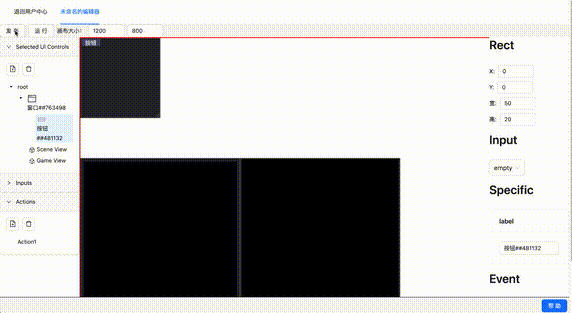 返回用户中心 未命名的编辑器
发布 运行 画布大小: 1200 800
Selected UI Controls
root
窗口##763498
按钮
##481132
Scene View
Game View
Inputs
Actions
Action1
按钮
Rect
X: 0
Y: 0
宽: 50
高: 20
Input
empty
Specific
label
按钮##481132
Event
帮助